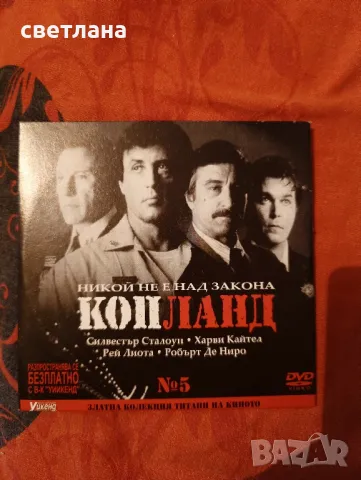 светлана
НИКОЙ НЕ Е НАД ЗАКОНА
КОПЛАНД
Силвестър Сталоун • Харви Кайтел
Рей Лиота • Робърт Де Ниро
РАЗПРОСТРАНЯВА СЕ
БЕЗПЛАТНО
С В-К "УИКЕНД"
№5
DVD
Уикенд
ЗЛАТНА КОЛЕКЦИЯ ТИТАНИ НА КИНОТО
BAZAR